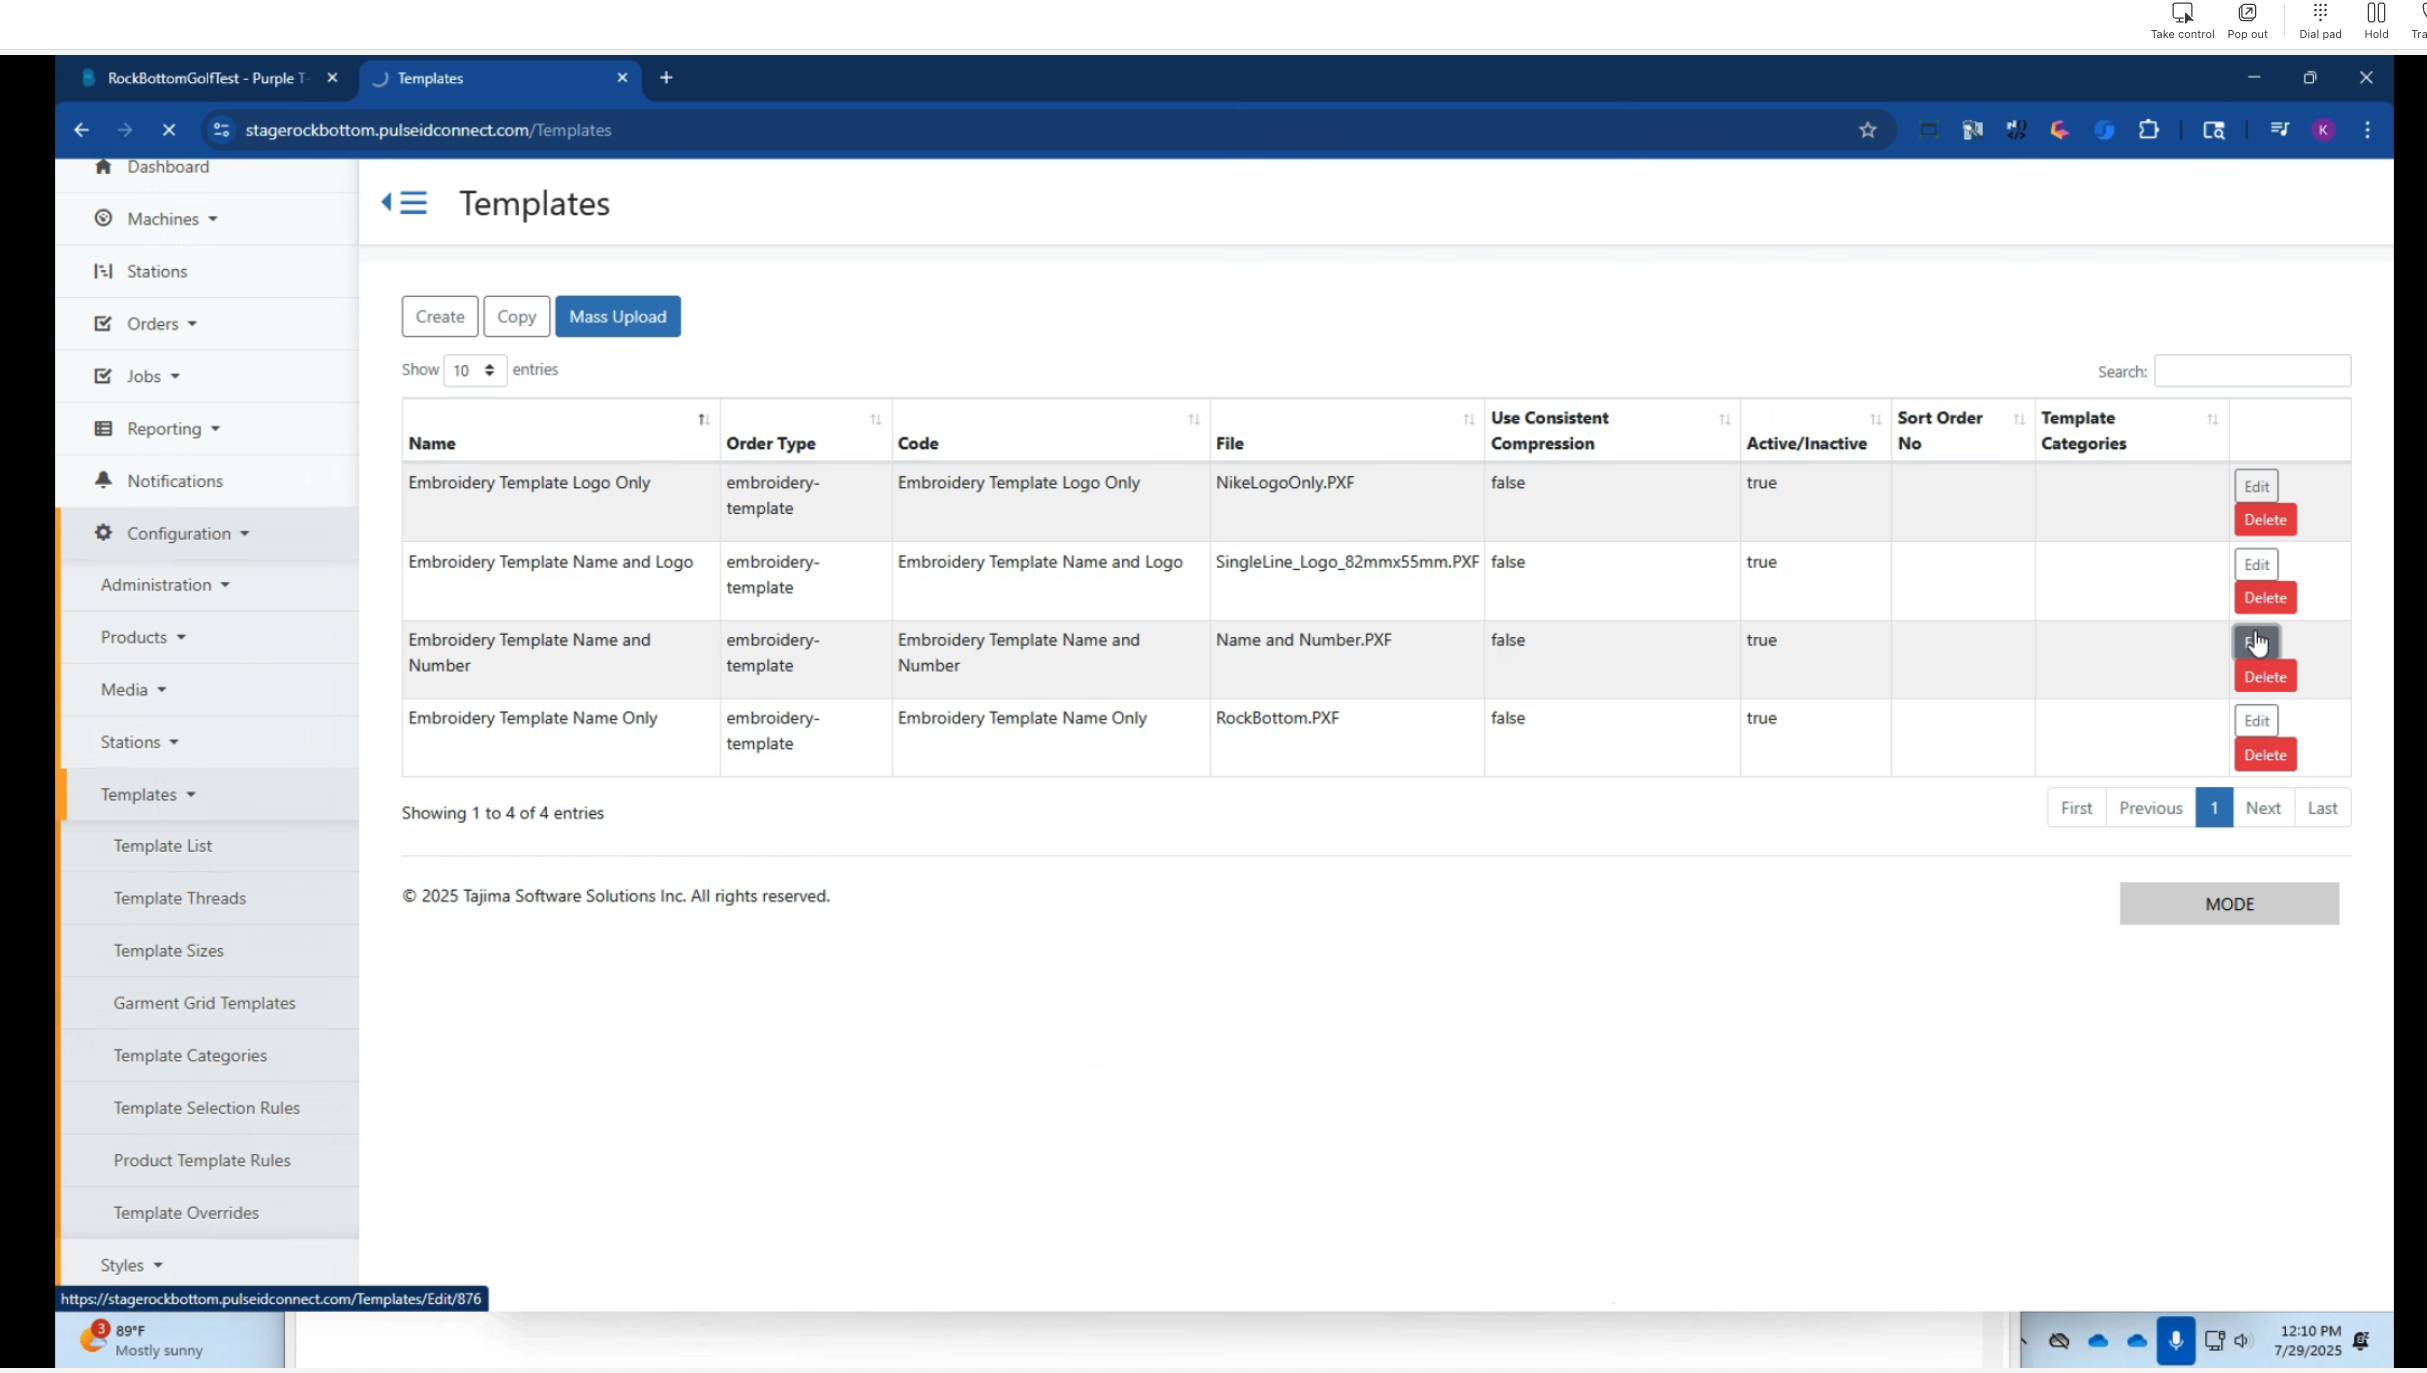 Take control
Pop out
Dial pad
Hold
RockBottomGolfTest - Purple T
Templates
stagerockbottom.pulseidconnect.com/Templates
K
Dashboard
Machines
Stations
Orders
Jobs
Reporting
Notifications
Configuration
Administration
Products
Media
Stations
Templates
Template List
Template Threads
Template Sizes
Garment Grid Templates
Template Categories
Template Selection Rules
Product Template Rules
Template Overrides
Styles
Templates
Create Copy Mass Upload
Show 10 entries
Search:
Name Order Type Code File Use Consistent Compression Active/Inactive Sort Order No Template Categories
Embroidery Template Logo Only embroidery-template Embroidery Template Logo Only NikeLogoOnly.PXF false true Edit Delete
Embroidery Template Name and Logo embroidery-template Embroidery Template Name and Logo SingleLine_Logo_82mmx55mm.PXF false true Edit Delete
Embroidery Template Name and Number embroidery-template Embroidery Template Name and Number Name and Number.PXF false true Delete
Embroidery Template Name Only embroidery-template Embroidery Template Name Only RockBottom.PXF false true Edit Delete
Showing 1 to 4 of 4 entries
First Previous 1 Next Last
© 2025 Tajima Software Solutions Inc. All rights reserved.
MODE
https://stagerockbottom.pulseidconnect.com/Templates/Edit/876
3
89°F
Mostly sunny
12:10 PM
7/29/2025